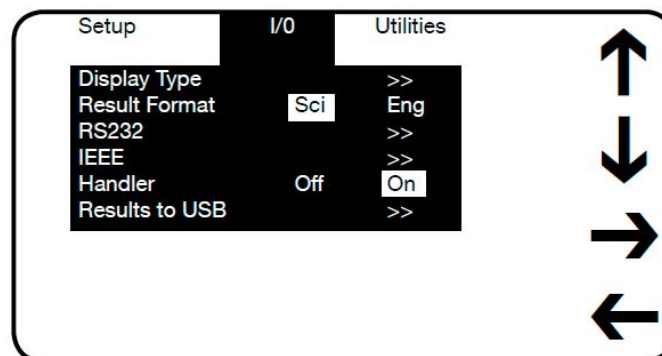 Setup I/0 Utilities
Display Type >>
Result Format Sci Eng
RS232 >>
IEEE >>
Handler Off On
Results to USB >>